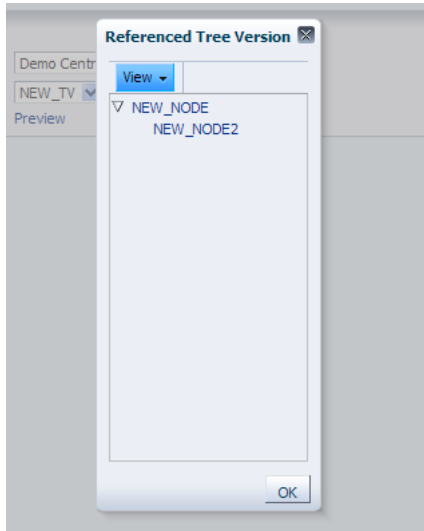 Referenced Tree Version
Demo Centr
View
NEW_TV
NEW_NODE
Preview
NEW_NODE2
OK